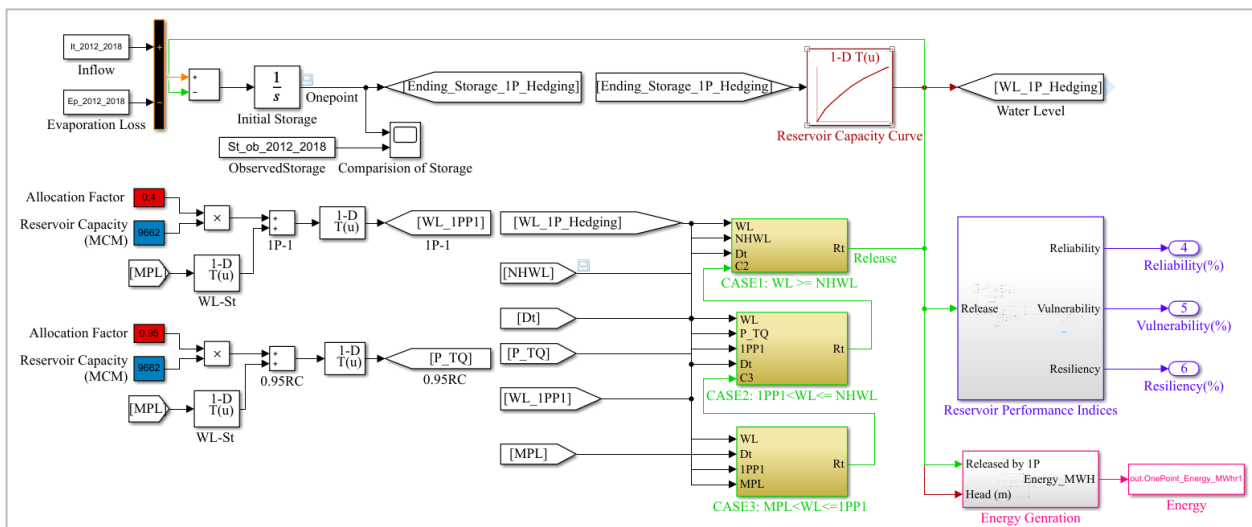 It_2012_2018
Inflow
Ep_2012_2018
Evaporation Loss
+
−
+
−
1
s
Onepoint
Initial Storage
[Ending_Storage_1P_Hedging]
[Ending_Storage_1P_Hedging]
1-D T(u)
Reservoir Capacity Curve
[WL_1P_Hedging]
Water Level
St_ob_2012_2018
ObservedStorage
Comparision of Storage
Allocation Factor
0.4
Reservoir Capacity
(MCM)
9662
×
+
+
1P-1
1-D
T(u)
[WL_1PP1]
1P-1
[MPL]
1-D
T(u)
WL-St
Allocation Factor
0.95
Reservoir Capacity
(MCM)
9662
×
+
+
0.95RC
1-D
T(u)
[P_TQ]
0.95RC
[MPL]
1-D
T(u)
WL-St
[WL_1P_Hedging]
[NHWL]
[Dt]
[P_TQ]
[WL_1PP1]
[MPL]
WL
NHWL
Dt
C2
Rt
Release
CASE1: WL >= NHWL
WL
P_TQ
1PP1
Dt
C3
Rt
CASE2: 1PP1<WL<= NHWL
WL
Dt
1PP1
MPL
Rt
CASE3: MPL<WL<=1PP1
Release
Reliability
Vulnerability
Resiliency
Reservoir Performance Indices
4
Reliability(%)
5
Vulnerability(%)
6
Resiliency(%)
Released by 1P
Energy_MWH
Head (m)
Energy Genration
out.OnePoint_Energy_MWhr1
Energy